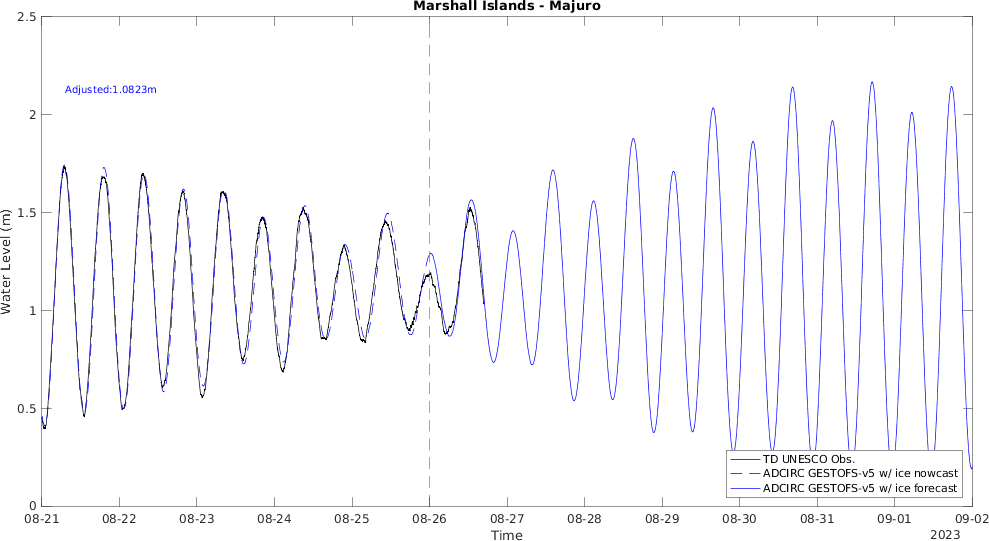 Marshall Islands - Majuro
2.5
2
1.5
1
0.5
0
Water Level (m)
Adjusted:1.0823m
TD UNESCO Obs.
ADCIRC GESTOFS-v5 w/ ice nowcast
ADCIRC GESTOFS-v5 w/ ice forecast
08-21 08-22 08-23 08-24 08-25 08-26 08-27 08-28 08-29 08-30 08-31 09-01 09-02
Time
2023